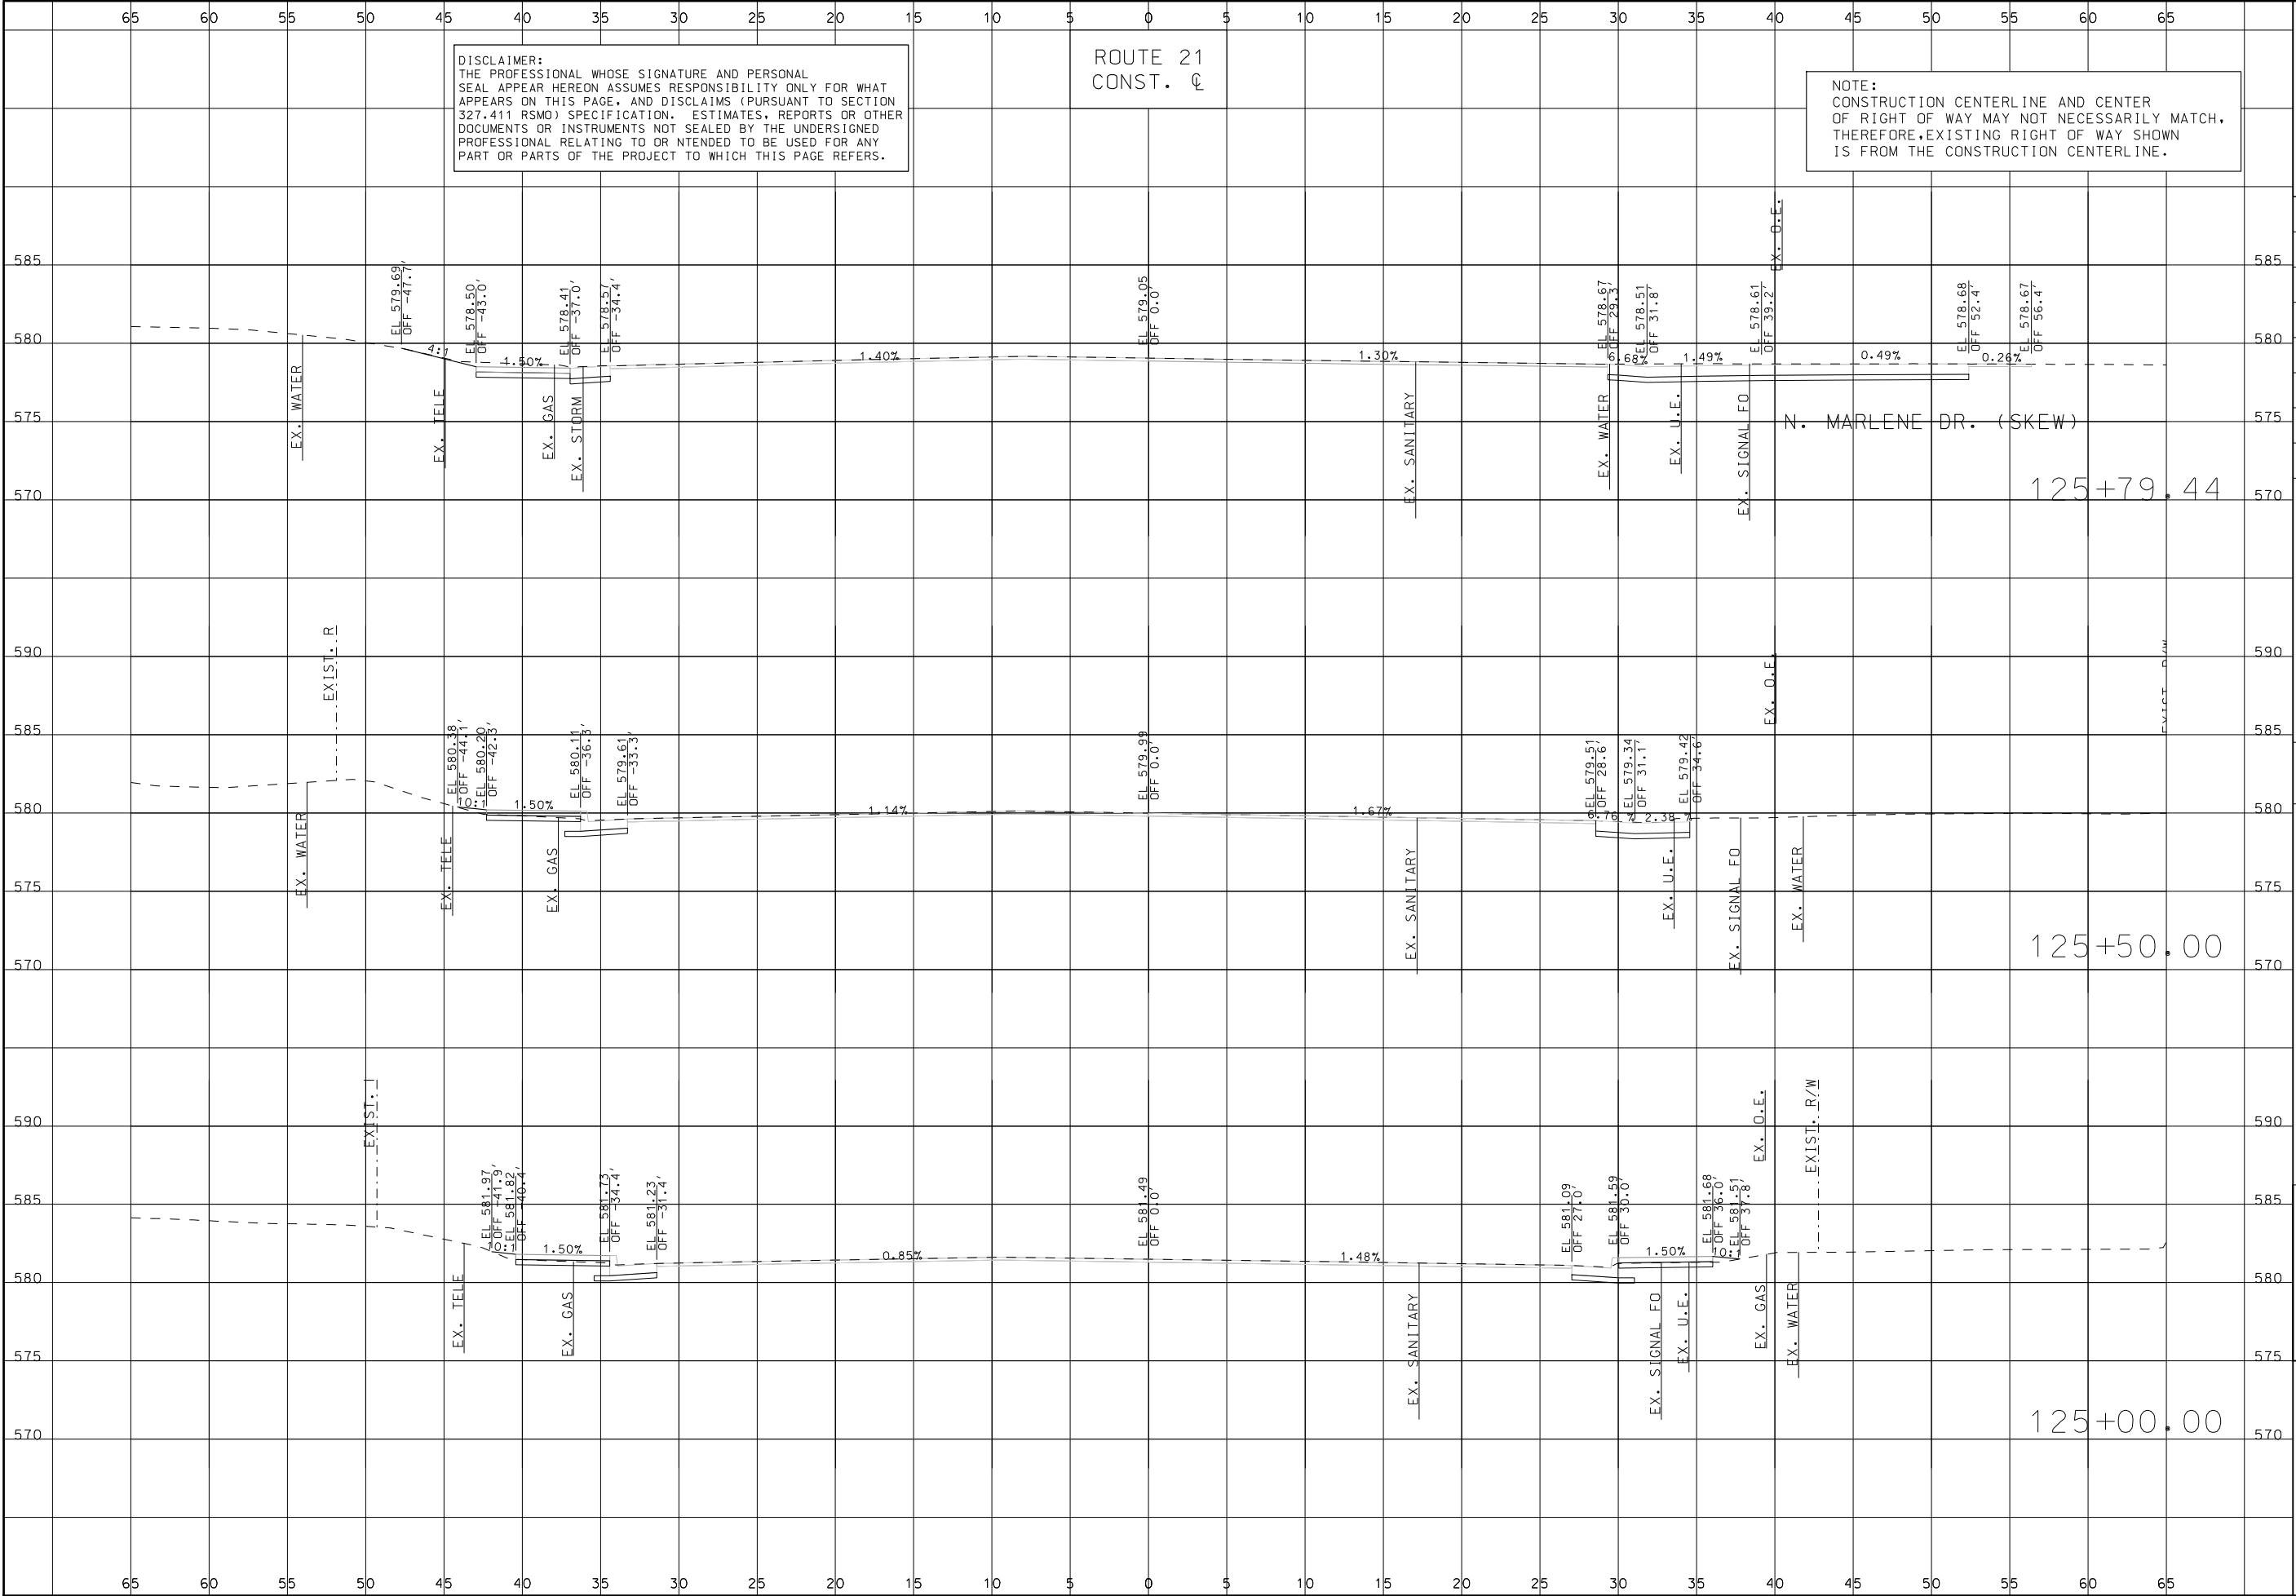 65 60 55 50 45 40 35 30 25 20 15 10 5 0 5 10 15 20 25 30 35 40 45 50 55 60 65
DISCLAIMER:
THE PROFESSIONAL WHOSE SIGNATURE AND PERSONAL
SEAL APPEAR HEREON ASSUMES RESPONSIBILITY ONLY FOR WHAT
APPEARS ON THIS PAGE, AND DISCLAIMS (PURSUANT TO SECTION
327.411 RSMO) SPECIFICATION. ESTIMATES, REPORTS OR OTHER
DOCUMENTS OR INSTRUMENTS NOT SEALED BY THE UNDERSIGNED
PROFESSIONAL RELATING TO OR NTENDED TO BE USED FOR ANY
PART OR PARTS OF THE PROJECT TO WHICH THIS PAGE REFERS.
ROUTE 21
CONST. ℄
NOTE:
CONSTRUCTION CENTERLINE AND CENTER
OF RIGHT OF WAY MAY NOT NECESSARILY MATCH,
THEREFORE,EXISTING RIGHT OF WAY SHOWN
IS FROM THE CONSTRUCTION CENTERLINE.
585
580
575
570
EL 579.69
OFF -47.7'
EL 578.50
OFF -43.0'
EL 578.41
OFF -37.0'
EL 578.57
OFF -34.4'
EL 579.05
OFF 0.0'
EL 578.67
OFF 29.3'
EL 578.51
OFF 31.8'
EL 578.61
OFF 39.2'
EX. O.E.
EL 578.68
OFF 52.4'
EL 578.67
OFF 56.4'
4:1
1.50%
1.40%
1.30%
6.68%
1.49%
0.49%
0.26%
EX. WATER
EX. TELE
EX. GAS
EX. STORM
EX. SANITARY
EX. WATER
EX. U.E.
EX. SIGNAL FO
N. MARLENE DR. (SKEW)
125+79.44
585
580
575
570
590
585
580
575
570
EXIST. R
EL 580.38
OFF -44.1'
EL 580.20
OFF -42.3'
EL 580.11
OFF -36.3'
EL 579.61
OFF -33.3'
EL 579.99
OFF 0.0'
EL 579.51
OFF 28.6'
EL 579.34
OFF 31.1'
EL 579.42
OFF 34.6'
EX. O.E.
10:1
1.50%
1.14%
1.67%
6.76 %
2.38 %
EX. WATER
EX. TELE
EX. GAS
EX. SANITARY
EX. U.E.
EX. SIGNAL FO
EX. WATER
125+50.00
590
585
580
575
570
590
585
580
575
570
EXIST.
EL 581.97
OFF -41.9'
EL 581.82
OFF -40.4'
EL 581.73
OFF -34.4'
EL 581.23
OFF -31.4'
EL 581.49
OFF 0.0'
EL 581.09
OFF 27.0'
EL 581.59
OFF 30.0'
EL 581.68
OFF 36.0'
EL 581.51
OFF 37.8'
EX. O.E.
EXIST. R/W
10:1
1.50%
0.85%
1.48%
1.50%
10:1
EX. TELE
EX. GAS
EX. SANITARY
EX. SIGNAL FO
EX. U.E.
EX. GAS
EX. WATER
125+00.00
590
585
580
575
570
65 60 55 50 45 40 35 30 25 20 15 10 5 0 5 10 15 20 25 30 35 40 45 50 55 60 65